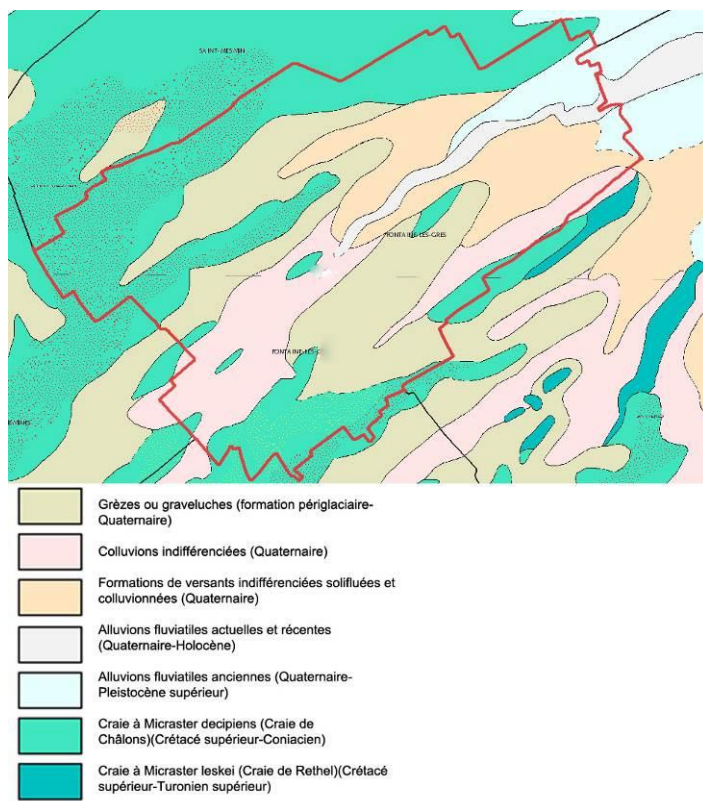 SAINT-MESMIN
FONTAINE-LES-GRES
Grèzes ou graveluches (formation périglaciaire-
Quaternaire)
Colluvions indifférenciées (Quaternaire)
Formations de versants indifférenciées soliflués et
colluvionnées (Quaternaire)
Alluvions fluviatiles actuelles et récentes
(Quaternaire-Holocène)
Alluvions fluviatiles anciennes (Quaternaire-
Pleistocène supérieur)
Craie à Micraster decipiens (Craie de
Châlons)(Crétacé supérieur-Coniacien)
Craie à Micraster leskei (Craie de Rethel)(Crétacé
supérieur-Turonien supérieur)